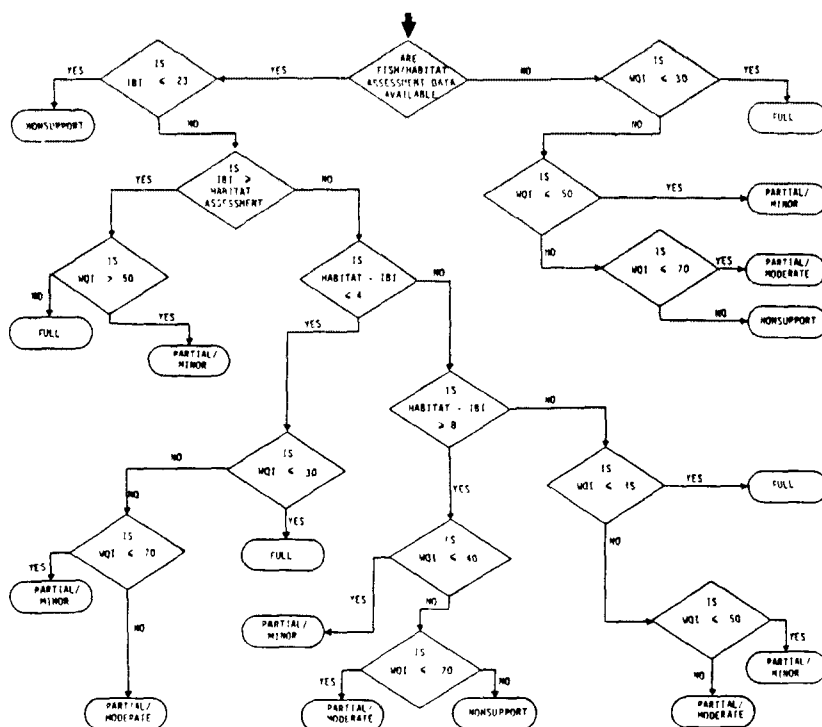 ARE
FISH/HABITAT
ASSESSMENT DATA
AVAILABLE
YES
NO
IS
IBI ≤ 23
YES
NONSUPPORT
NO
IS
WQI ≤ 30
YES
FULL
NO
IS
IBI ≥
HABITAT
ASSESSMENT
YES
NO
IS
WQI ≤ 50
YES
PARTIAL/
MINOR
NO
IS
WQI ≤ 70
YES
PARTIAL/
MODERATE
NO
NONSUPPORT
IS
WQI > 50
NO
FULL
YES
PARTIAL/
MINOR
IS
HABITAT - IBI
≤ 4
YES
NO
IS
HABITAT - IBI
≥ 8
NO
YES
IS
WQI ≤ 30
NO
YES
FULL
IS
WQI ≤
YES
FULL
NO
NO
IS
WQI ≤ 70
YES
PARTIAL/
MINOR
NO
PARTIAL/
MODERATE
IS
WQI ≤ 40
YES
PARTIAL/
MINOR
NO
IS
WQI ≤ 70
YES
PARTIAL/
MODERATE
NO
NONSUPPORT
IS
WQI ≤ 50
YES
PARTIAL/
MINOR
NO
PARTIAL/
MODERATE